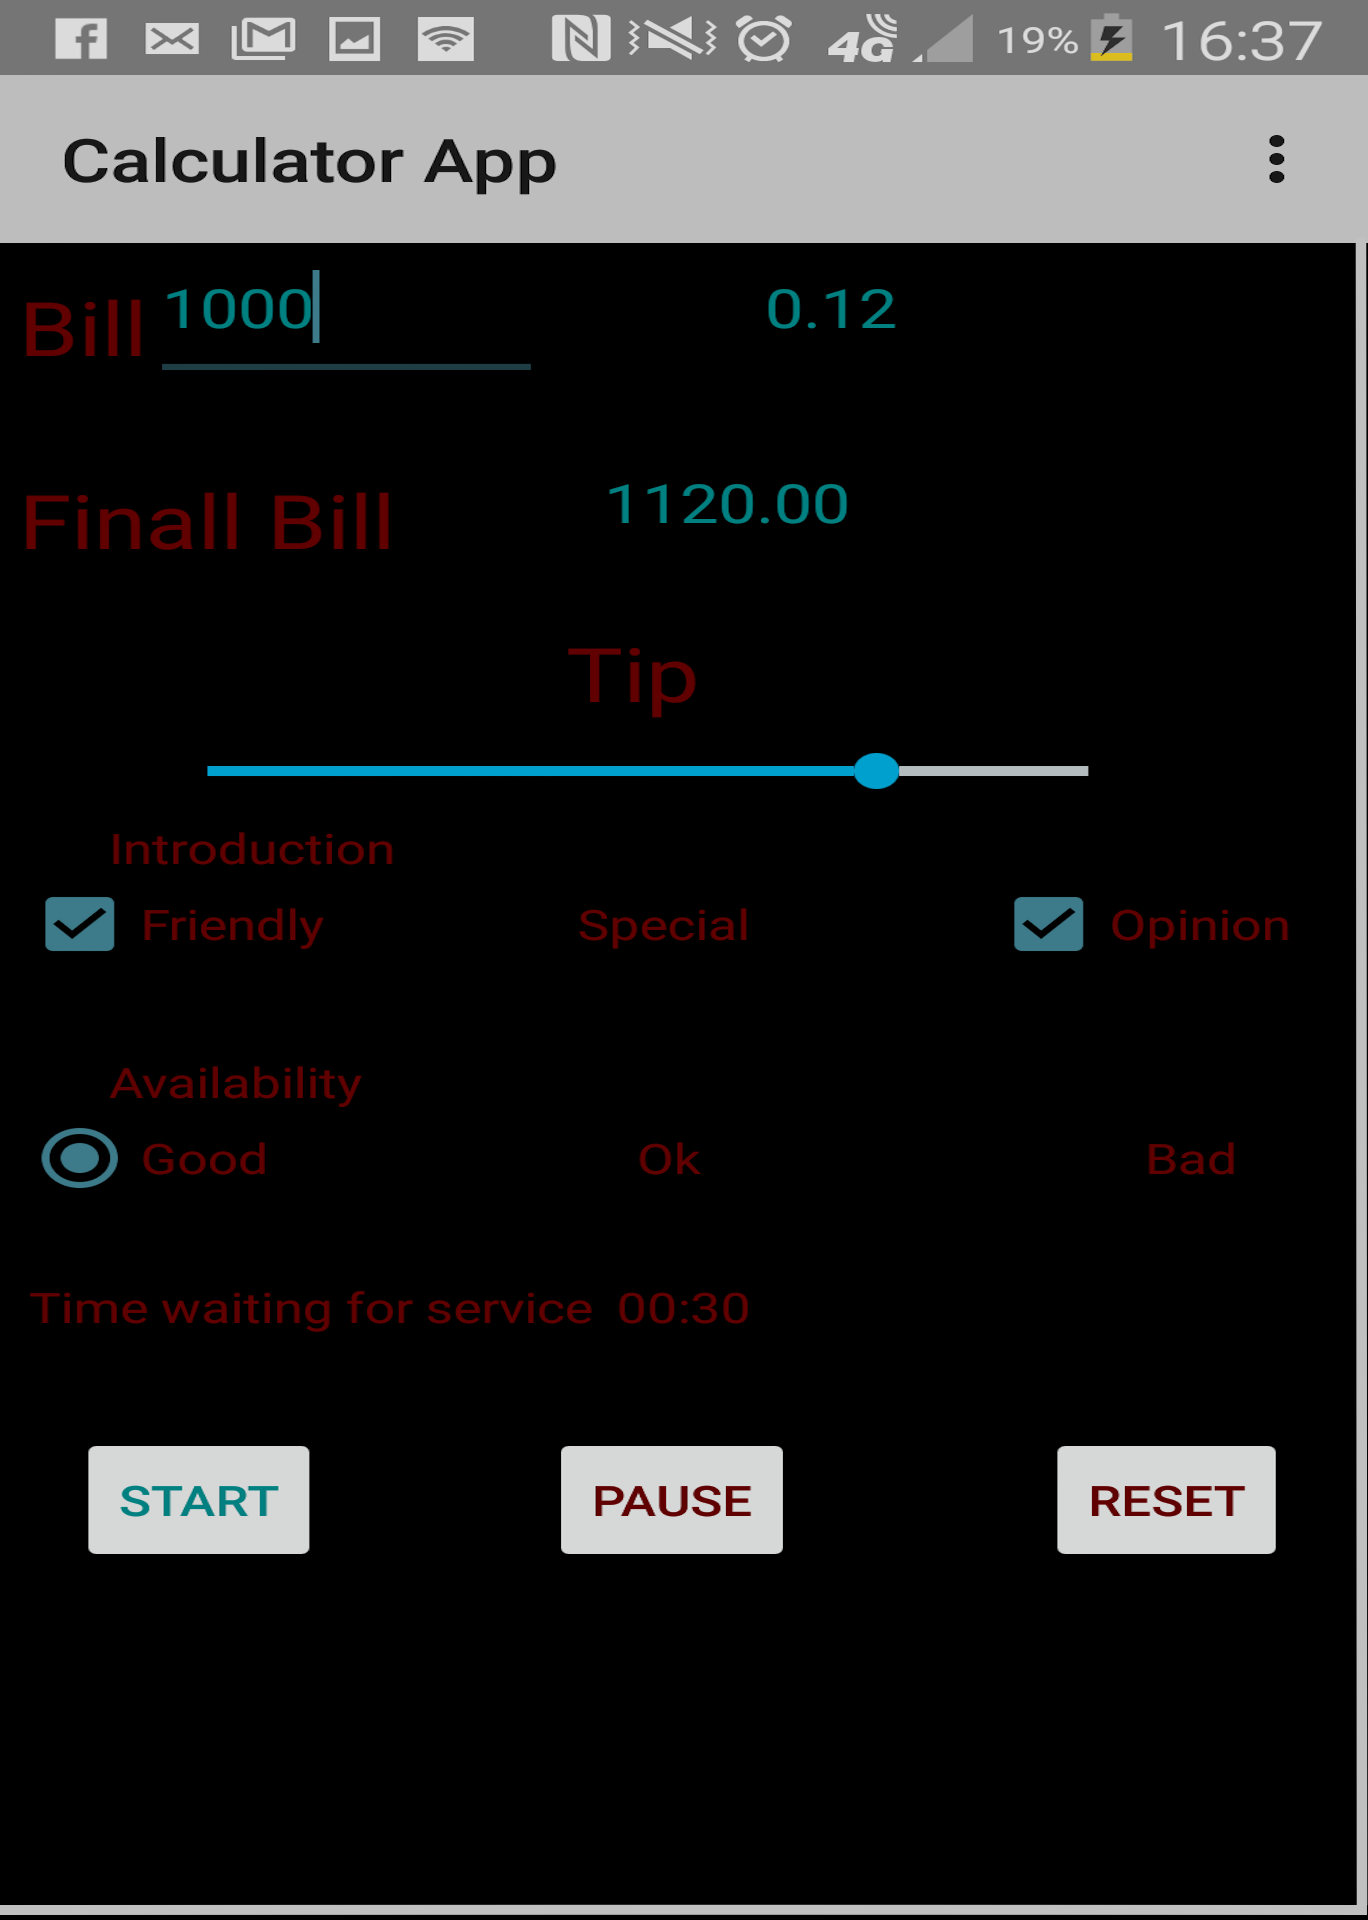 4G 19% 16:37
Calculator App
Bill 1000 0.12
Finall Bill 1120.00
Tip
Introduction
Friendly Special Opinion
Availability
Good Ok Bad
Time waiting for service 00:30
START PAUSE RESET